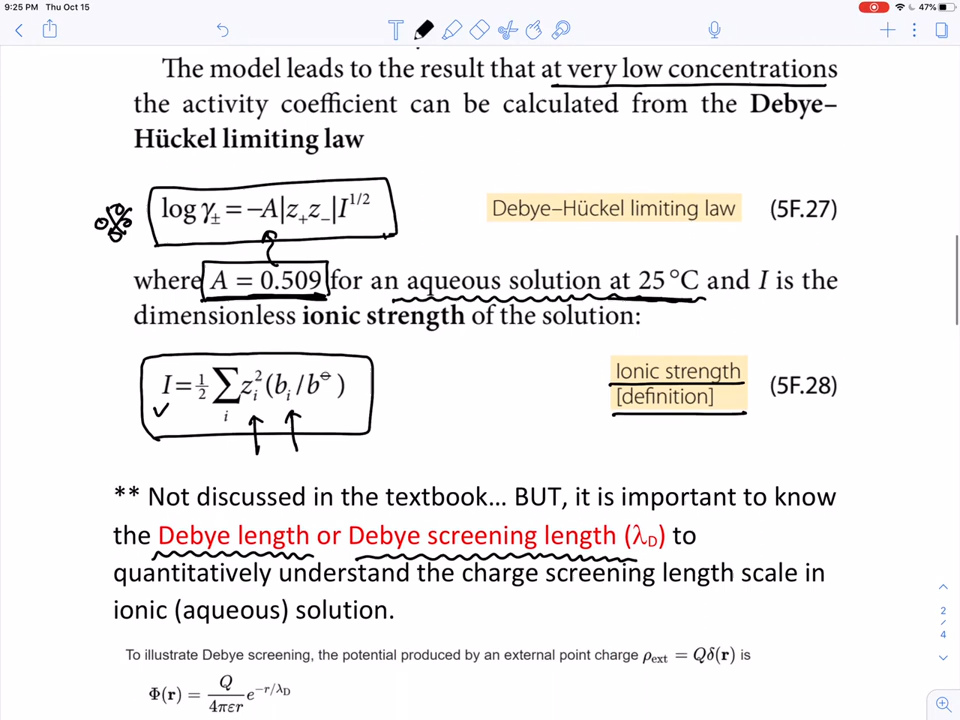 9:25 PM Thu Oct 15
47%
The model leads to the result that at very low concentrations
the activity coefficient can be calculated from the Debye–
Hückel limiting law
log γ± = −A|z₊z₋|I^1/2
Debye–Hückel limiting law (5F.27)
where A = 0.509 for an aqueous solution at 25 °C and I is the
dimensionless ionic strength of the solution:
I = ½ ∑ᵢ zᵢ²(bᵢ/b^⦵)
Ionic strength
[definition] (5F.28)
** Not discussed in the textbook... BUT, it is important to know
the Debye length or Debye screening length (λD) to
quantitatively understand the charge screening length scale in
ionic (aqueous) solution.
To illustrate Debye screening, the potential produced by an external point charge ρext = Qδ(r) is
Φ(r) = Q/4πεr e^−r/λD
2
/
4